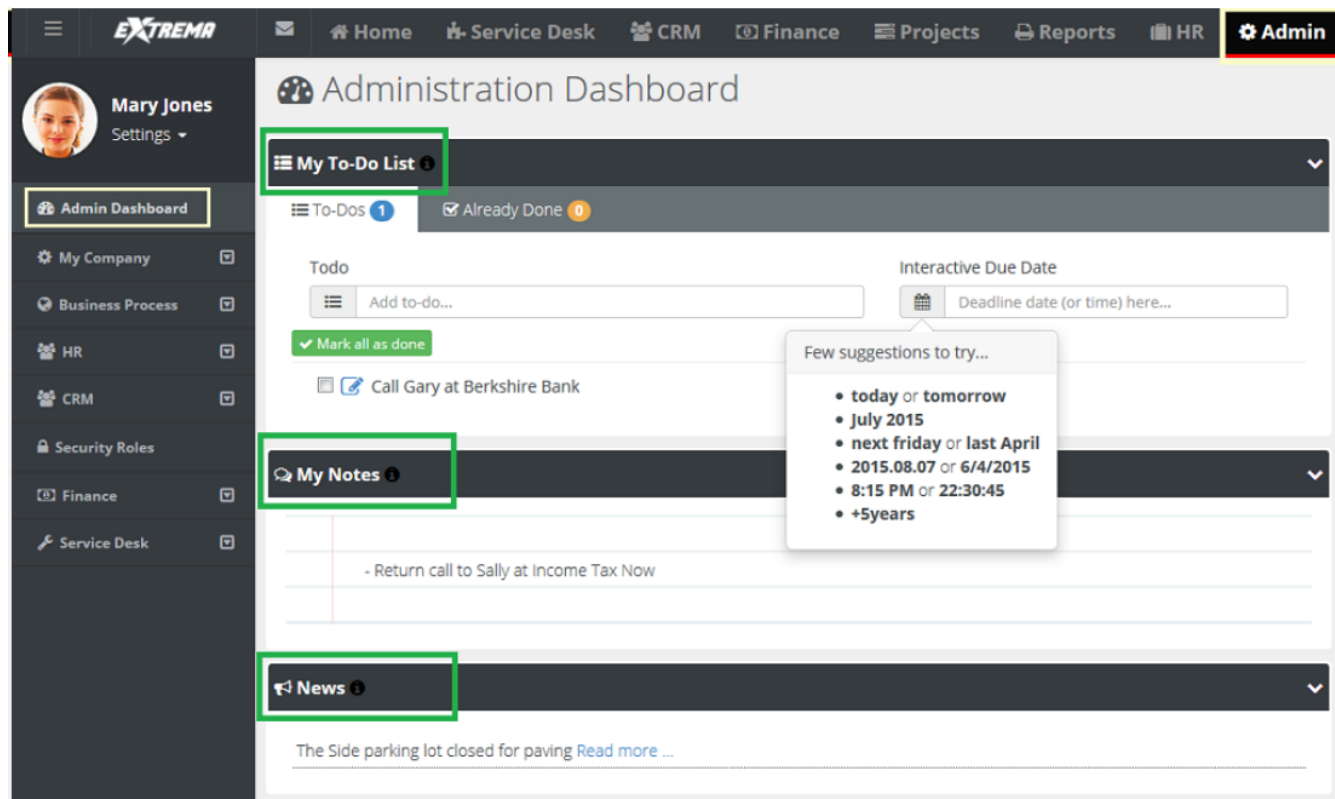 EXTREMA
Home Service Desk CRM Finance Projects Reports HR Admin
Mary Jones
Settings
Admin Dashboard
My Company
Business Process
HR
CRM
Security Roles
Finance
Service Desk
Administration Dashboard
My To-Do List
To-Dos 1 Already Done 0
Todo Interactive Due Date
Add to-do... Deadline date (or time) here...
Mark all as done
Call Gary at Berkshire Bank
Few suggestions to try...
• today or tomorrow
• July 2015
• next friday or last April
• 2015.08.07 or 6/4/2015
• 8:15 PM or 22:30:45
• +5years
My Notes
- Return call to Sally at Income Tax Now
News
The Side parking lot closed for paving Read more ...